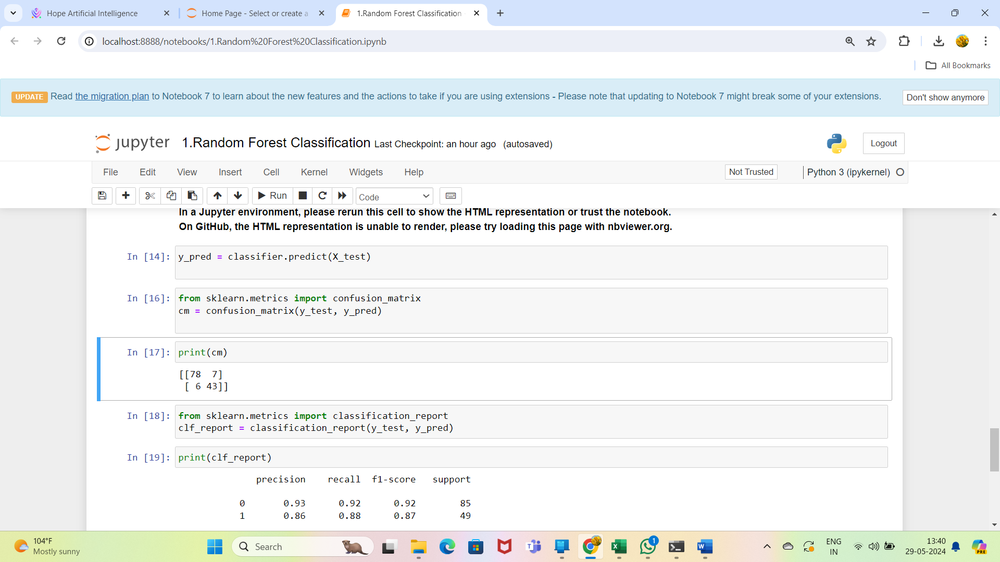 Hope Artificial Intelligence
Home Page - Select or create a
1.Random Forest Classification
localhost:8888/notebooks/1.Random%20Forest%20Classification.ipynb
All Bookmarks
UPDATE Read the migration plan to Notebook 7 to learn about the new features and the actions to take if you are using extensions - Please note that updating to Notebook 7 might break some of your extensions.
Don't show anymore
jupyter 1.Random Forest Classification Last Checkpoint: an hour ago (autosaved)
Logout
File Edit View Insert Cell Kernel Widgets Help
Not Trusted
Python 3 (ipykernel)
Run
Code
In a Jupyter environment, please rerun this cell to show the HTML representation or trust the notebook.
On GitHub, the HTML representation is unable to render, please try loading this page with nbviewer.org.
In [14]: y_pred = classifier.predict(X_test)
In [16]: from sklearn.metrics import confusion_matrix
cm = confusion_matrix(y_test, y_pred)
In [17]: print(cm)
[[78  7]
[ 6 43]]
In [18]: from sklearn.metrics import classification_report
clf_report = classification_report(y_test, y_pred)
In [19]: print(clf_report)
precision recall f1-score support
0 0.93 0.92 0.92 85
1 0.86 0.88 0.87 49
104°F
Mostly sunny
Search
1
ENG
IN
13:40
29-05-2024
PRE